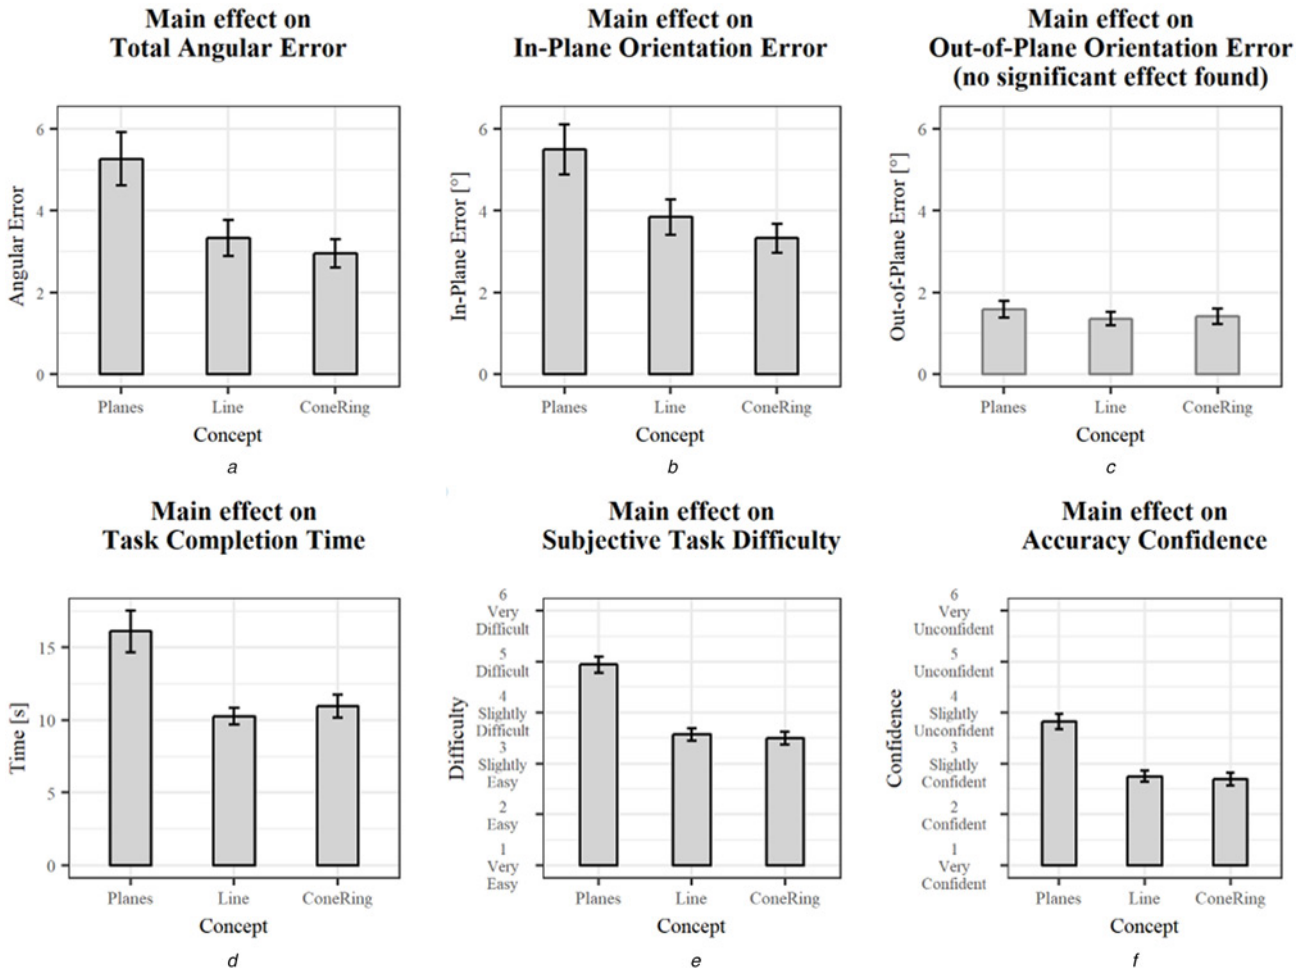 Main effect on
Total Angular Error
Angular Error
6
4
2
0
Planes Line ConeRing
Concept
a
Main effect on
In-Plane Orientation Error
In-Plane Error [°]
6
4
2
0
Planes Line ConeRing
Concept
b
Main effect on
Out-of-Plane Orientation Error
(no significant effect found)
Out-of-Plane Error [°]
6
4
2
0
Planes Line ConeRing
Concept
c
Main effect on
Task Completion Time
Time [s]
15
10
5
0
Planes Line ConeRing
Concept
d
Main effect on
Subjective Task Difficulty
Difficulty
6
Very
Difficult
5
Difficult
4
Slightly
Difficult
3
Slightly
Easy
2
Easy
1
Very
Easy
Planes Line ConeRing
Concept
e
Main effect on
Accuracy Confidence
Confidence
6
Very
Unconfident
5
Unconfident
4
Slightly
Unconfident
3
Slightly
Confident
2
Confident
1
Very
Confident
Planes Line ConeRing
Concept
f